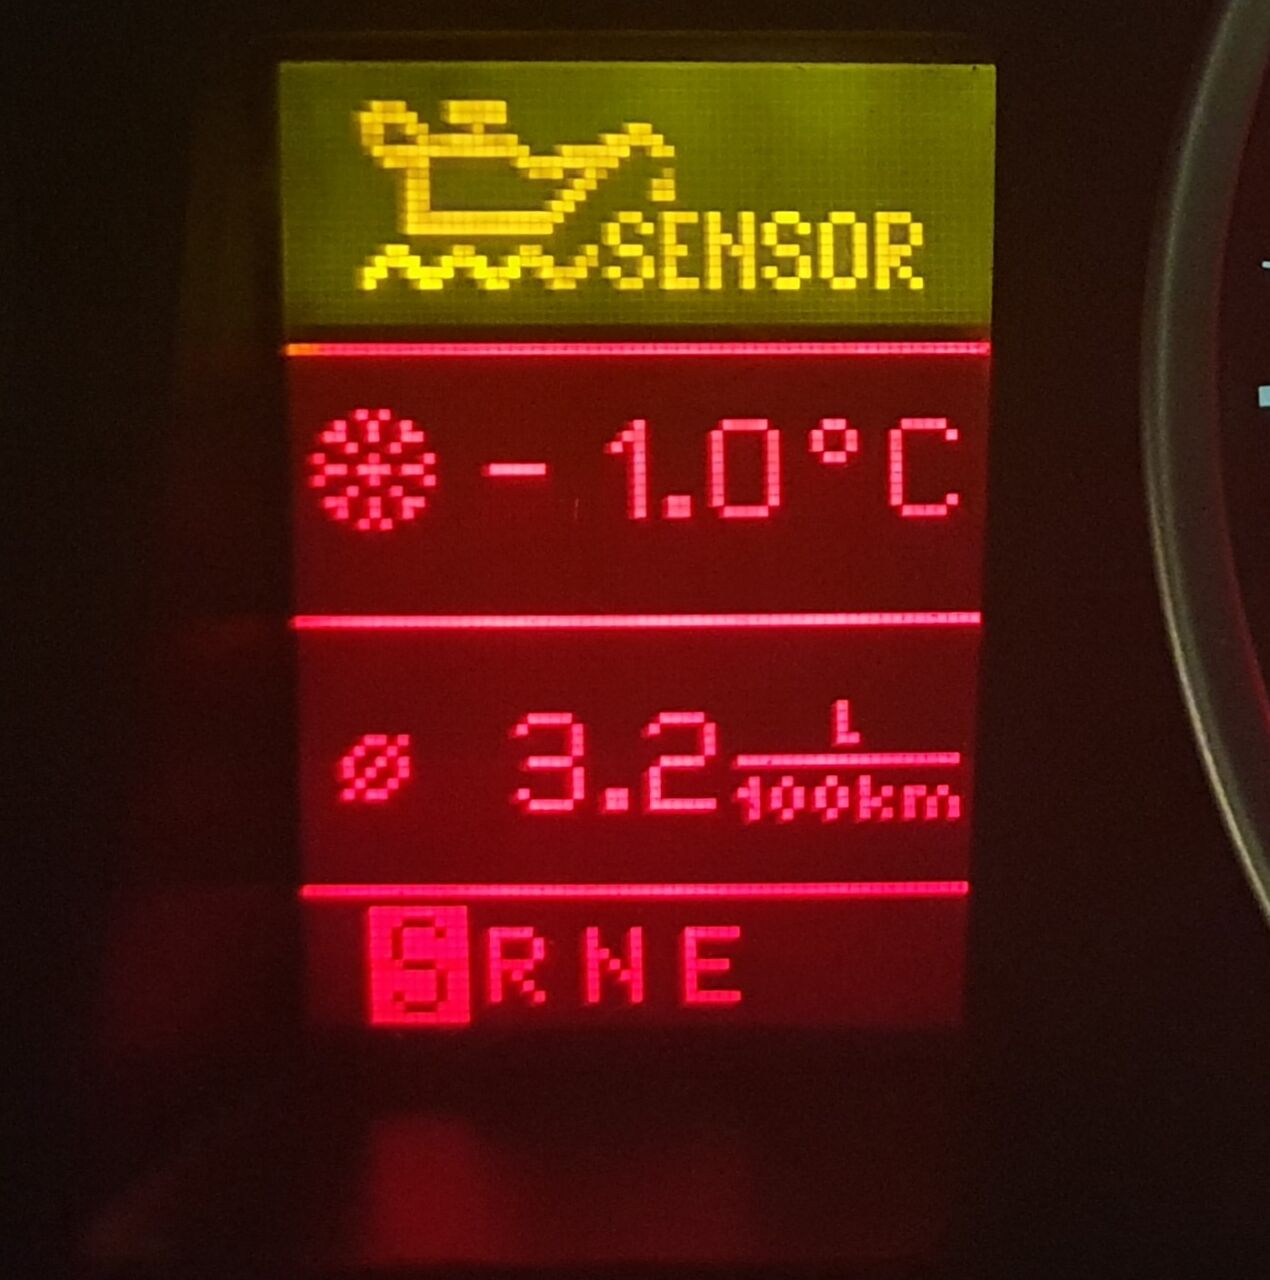 SENSOR
- 1.0°C
ø 3.2 L/100km
S R N E